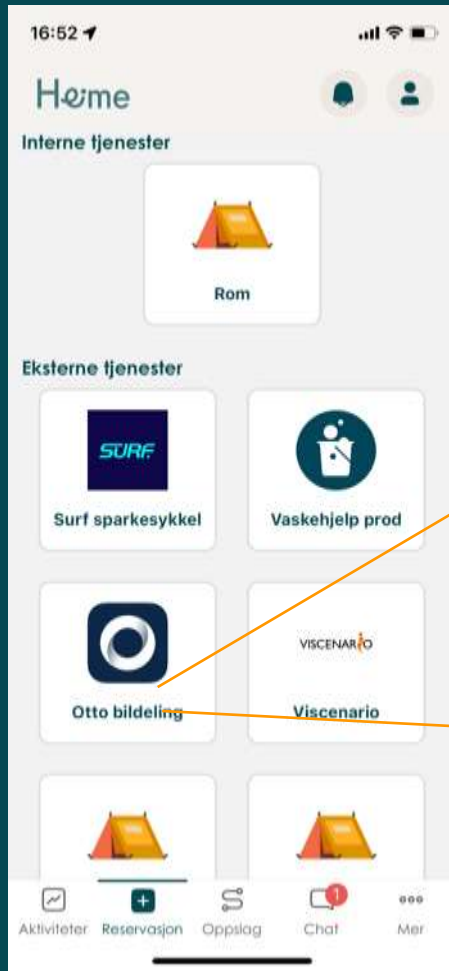 16:52
Heime
Interne tjenester
Rom
Eksterne tjenester
SURF
Surf sparkesykkel
Vaskehjelp prod
VISCENARIO
Otto bildeling
Viscenario
1
Aktiviteter Reservasjon Oppslag Chat Mer